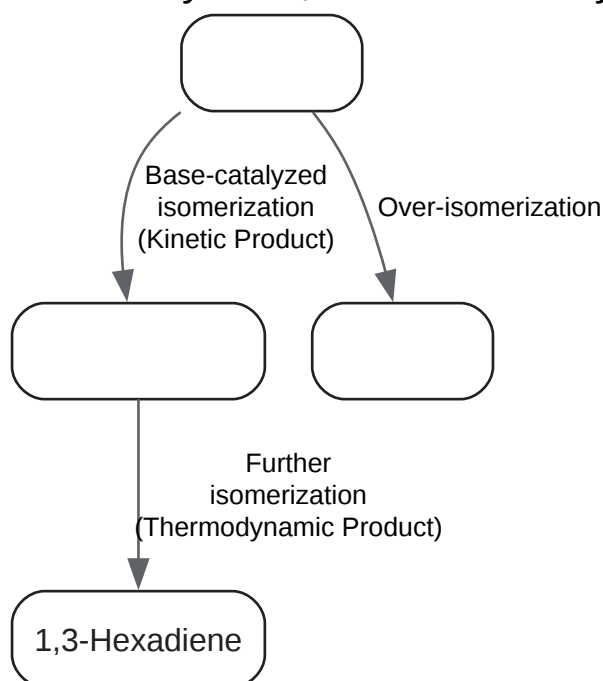 Base-catalyzed
isomerization
(Kinetic Product)
Over-isomerization
Further
isomerization
(Thermodynamic Product)
1,3-Hexadiene